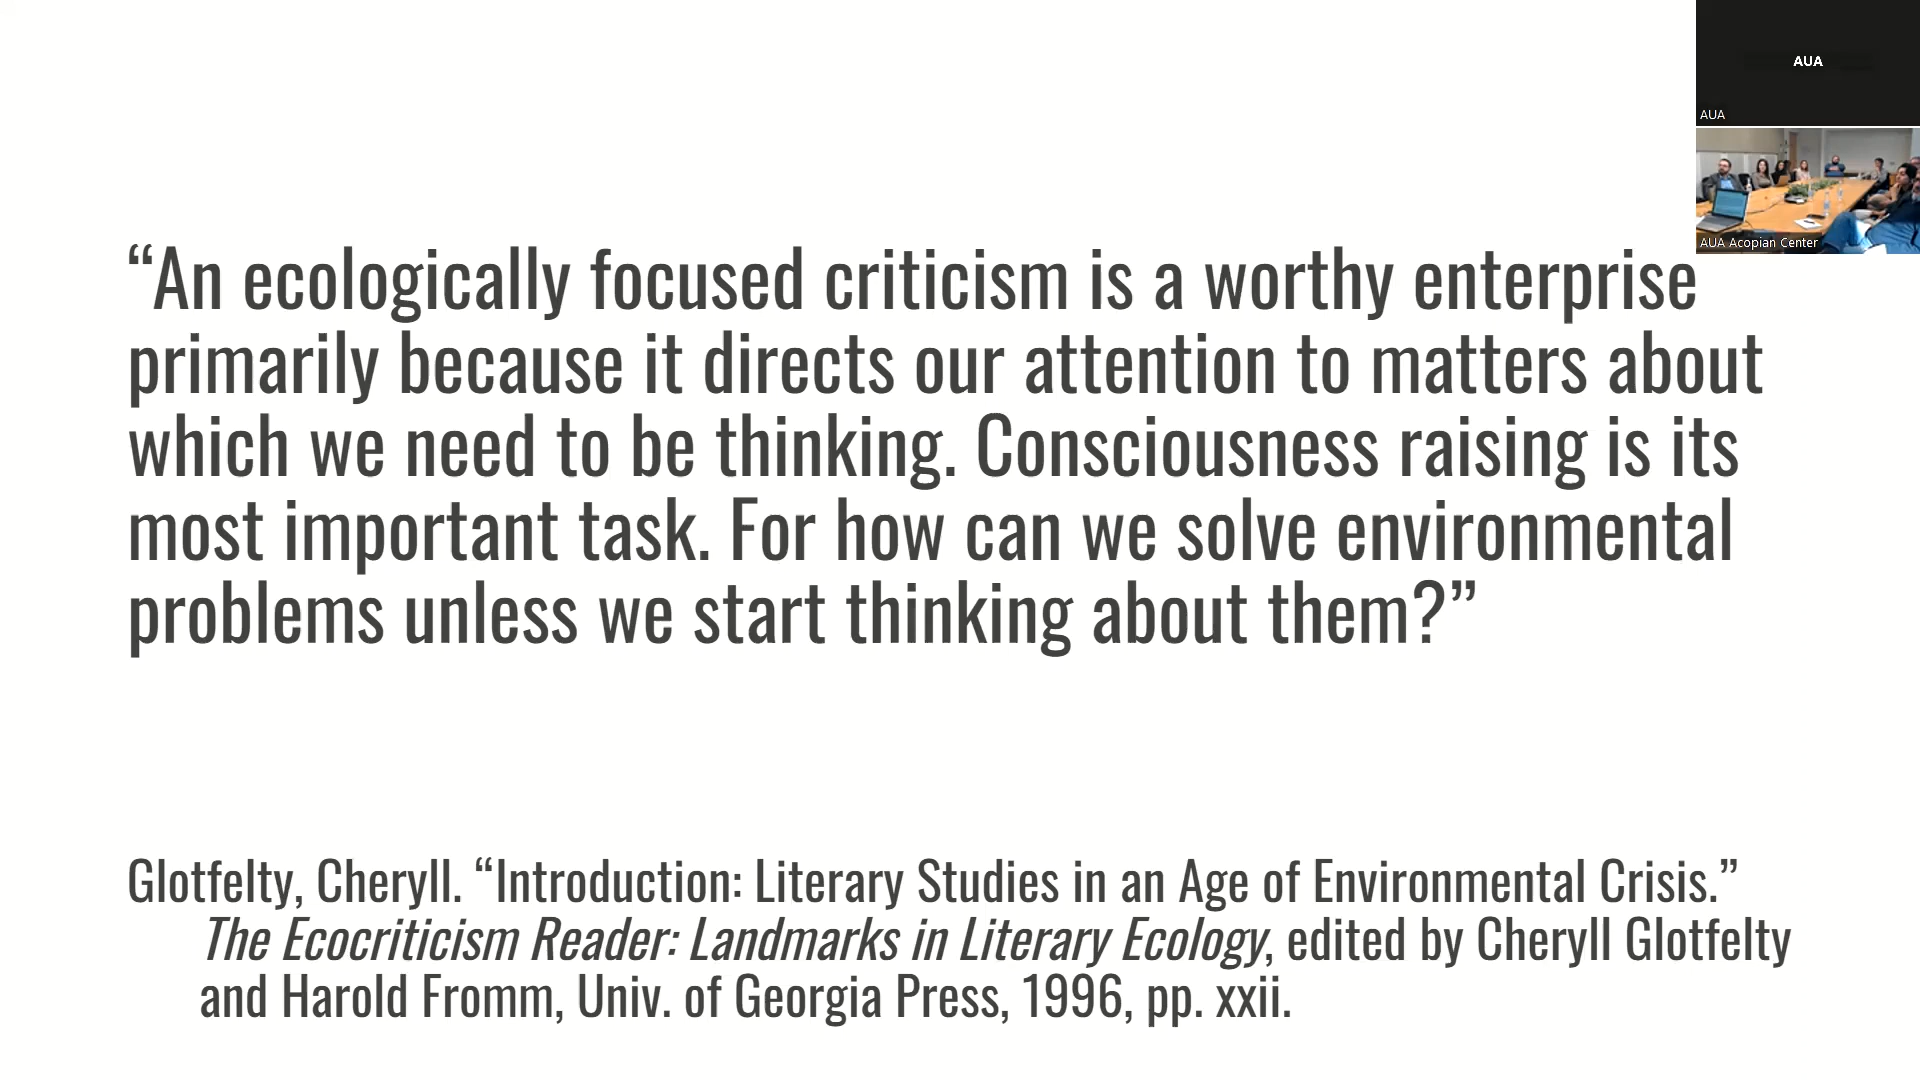 AUA
AUA
AUA Acopian Center
“An ecologically focused criticism is a worthy enterprise
primarily because it directs our attention to matters about
which we need to be thinking. Consciousness raising is its
most important task. For how can we solve environmental
problems unless we start thinking about them?”
Glotfelty, Cheryll. “Introduction: Literary Studies in an Age of Environmental Crisis.”
The Ecocriticism Reader: Landmarks in Literary Ecology, edited by Cheryll Glotfelty
and Harold Fromm, Univ. of Georgia Press, 1996, pp. xxii.